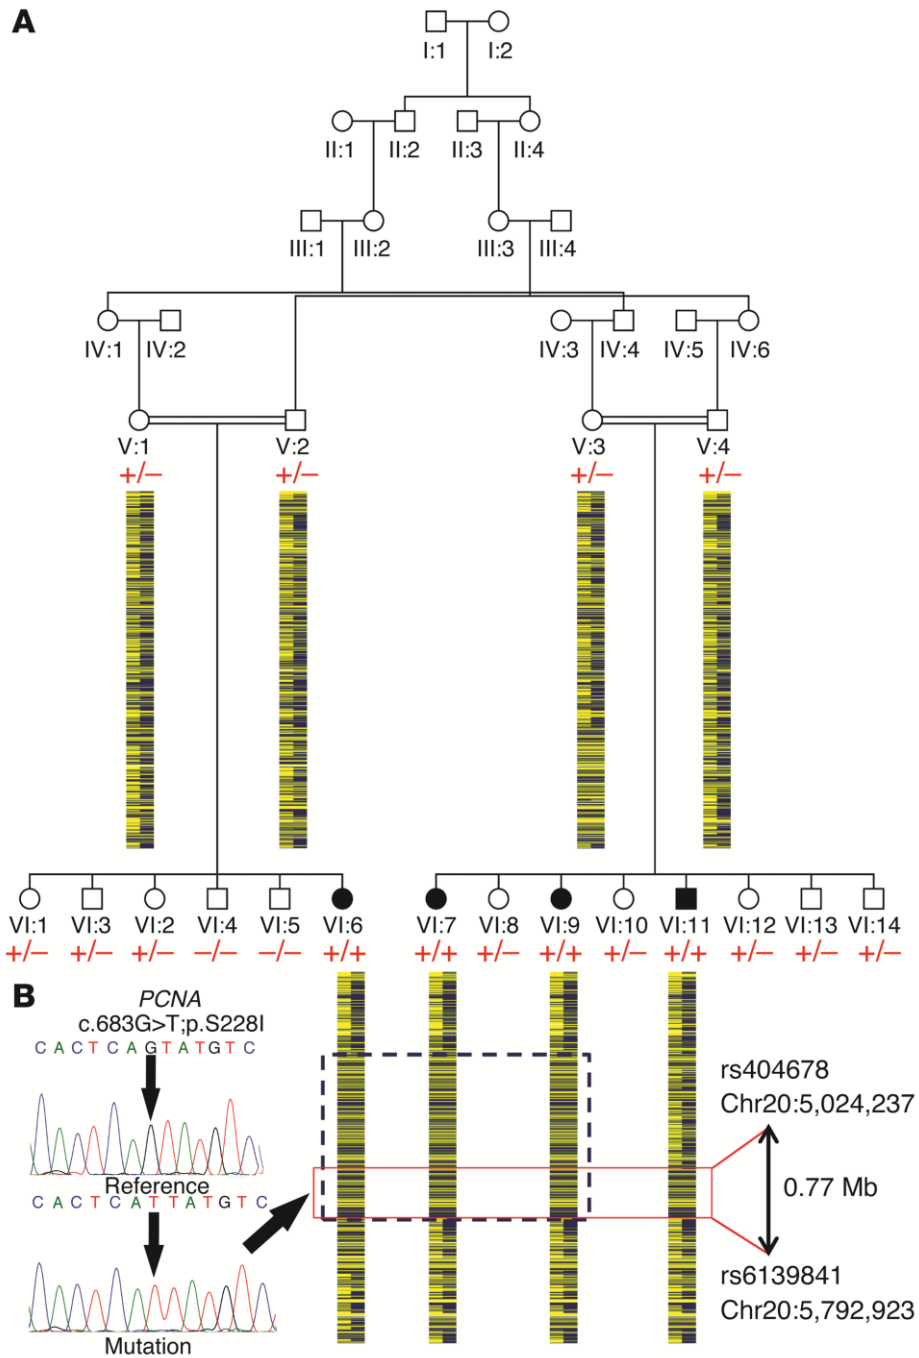 A
I:1 I:2
II:1 II:2 II:3 II:4
III:1 III:2 III:3 III:4
IV:1 IV:2 IV:3 IV:4 IV:5 IV:6
V:1 V:2 V:3 V:4
+/– +/– +/– +/–
VI:1 VI:3 VI:2 VI:4 VI:5 VI:6 VI:7 VI:8 VI:9 VI:10 VI:11 VI:12 VI:13 VI:14
+/– +/– +/– –/– –/– +/+ +/+ +/– +/+ +/– +/+ +/– +/– +/–
B
PCNA
c.683G>T;p.S228I
CACTCAGTATGTC
Reference
CACTCATTATGTC
Mutation
rs404678
Chr20:5,024,237
0.77 Mb
rs6139841
Chr20:5,792,923